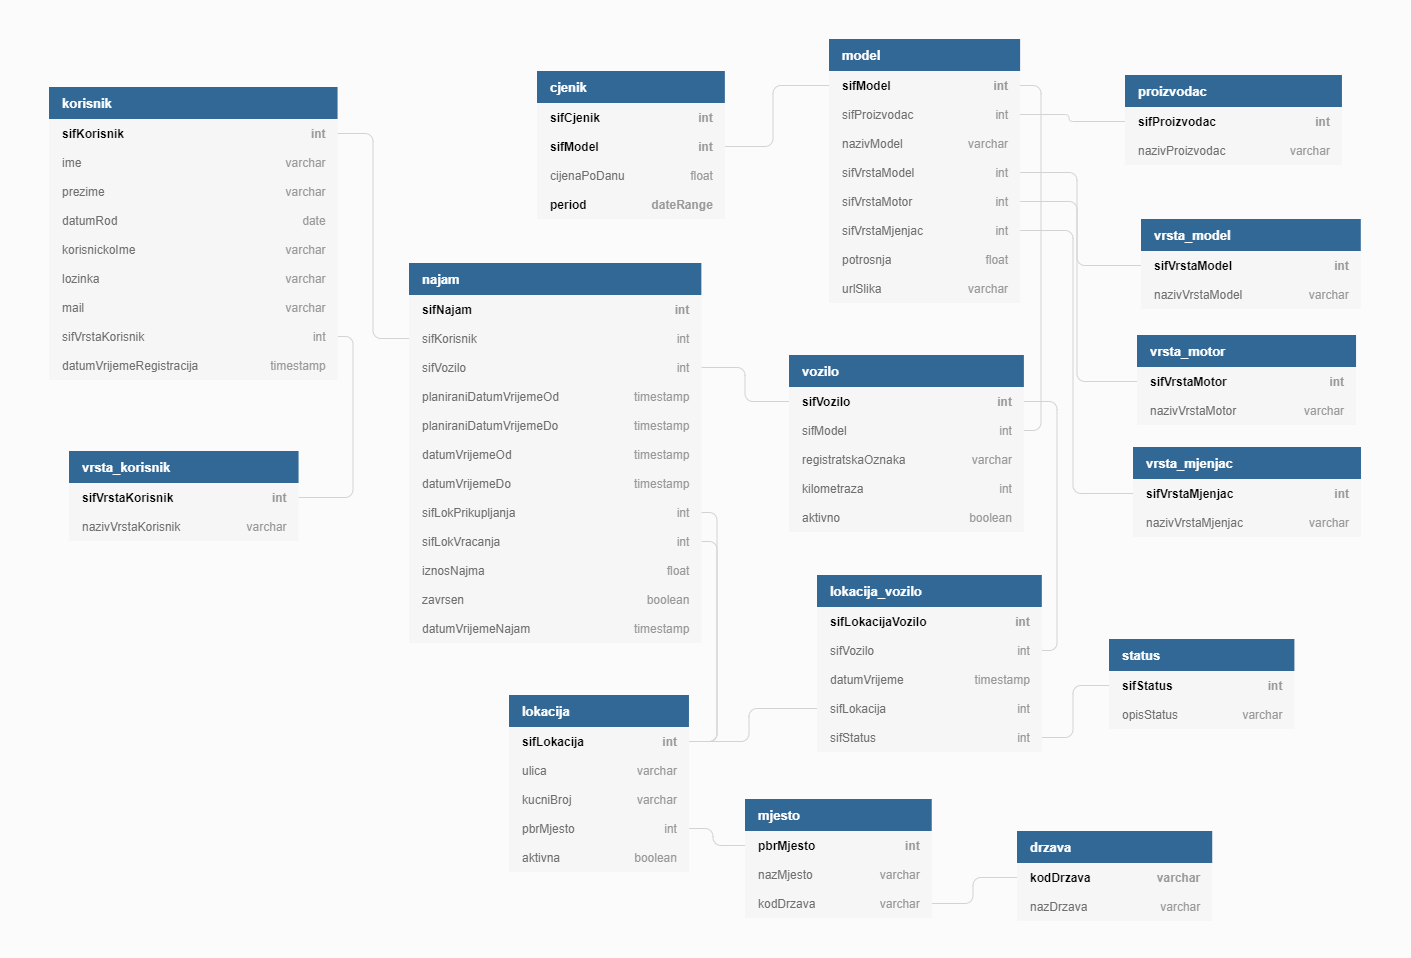 korisnik
sifKorisnik int
ime varchar
prezime varchar
datumRod date
korisnickoIme varchar
lozinka varchar
mail varchar
sifVrstaKorisnik int
datumVrijemeRegistracija timestamp
vrsta_korisnik
sifVrstaKorisnik int
nazivVrstaKorisnik varchar
cjenik
sifCjenik int
sifModel int
cijenaPoDanu float
period dateRange
najam
sifNajam int
sifKorisnik int
sifVozilo int
planiraniDatumVrijemeOd timestamp
planiraniDatumVrijemeDo timestamp
datumVrijemeOd timestamp
datumVrijemeDo timestamp
sifLokPrikupljanja int
sifLokVracanja int
iznosNajma float
zavrsen boolean
datumVrijemeNajam timestamp
lokacija
sifLokacija int
ulica varchar
kucniBroj varchar
pbrMjesto int
aktivna boolean
model
sifModel int
sifProizvodac int
nazivModel varchar
sifVrstaModel int
sifVrstaMotor int
sifVrstaMjenjac int
potrosnja float
urlSlika varchar
vozilo
sifVozilo int
sifModel int
registratskaOznaka varchar
kilometraza int
aktivno boolean
lokacija_vozilo
sifLokacijaVozilo int
sifVozilo int
datumVrijeme timestamp
sifLokacija int
sifStatus int
mjesto
pbrMjesto int
nazMjesto varchar
kodDrzava varchar
proizvodac
sifProizvodac int
nazivProizvodac varchar
vrsta_model
sifVrstaModel int
nazivVrstaModel varchar
vrsta_motor
sifVrstaMotor int
nazivVrstaMotor varchar
vrsta_mjenjac
sifVrstaMjenjac int
nazivVrstaMjenjac varchar
status
sifStatus int
opisStatus varchar
drzava
kodDrzava varchar
nazDrzava varchar